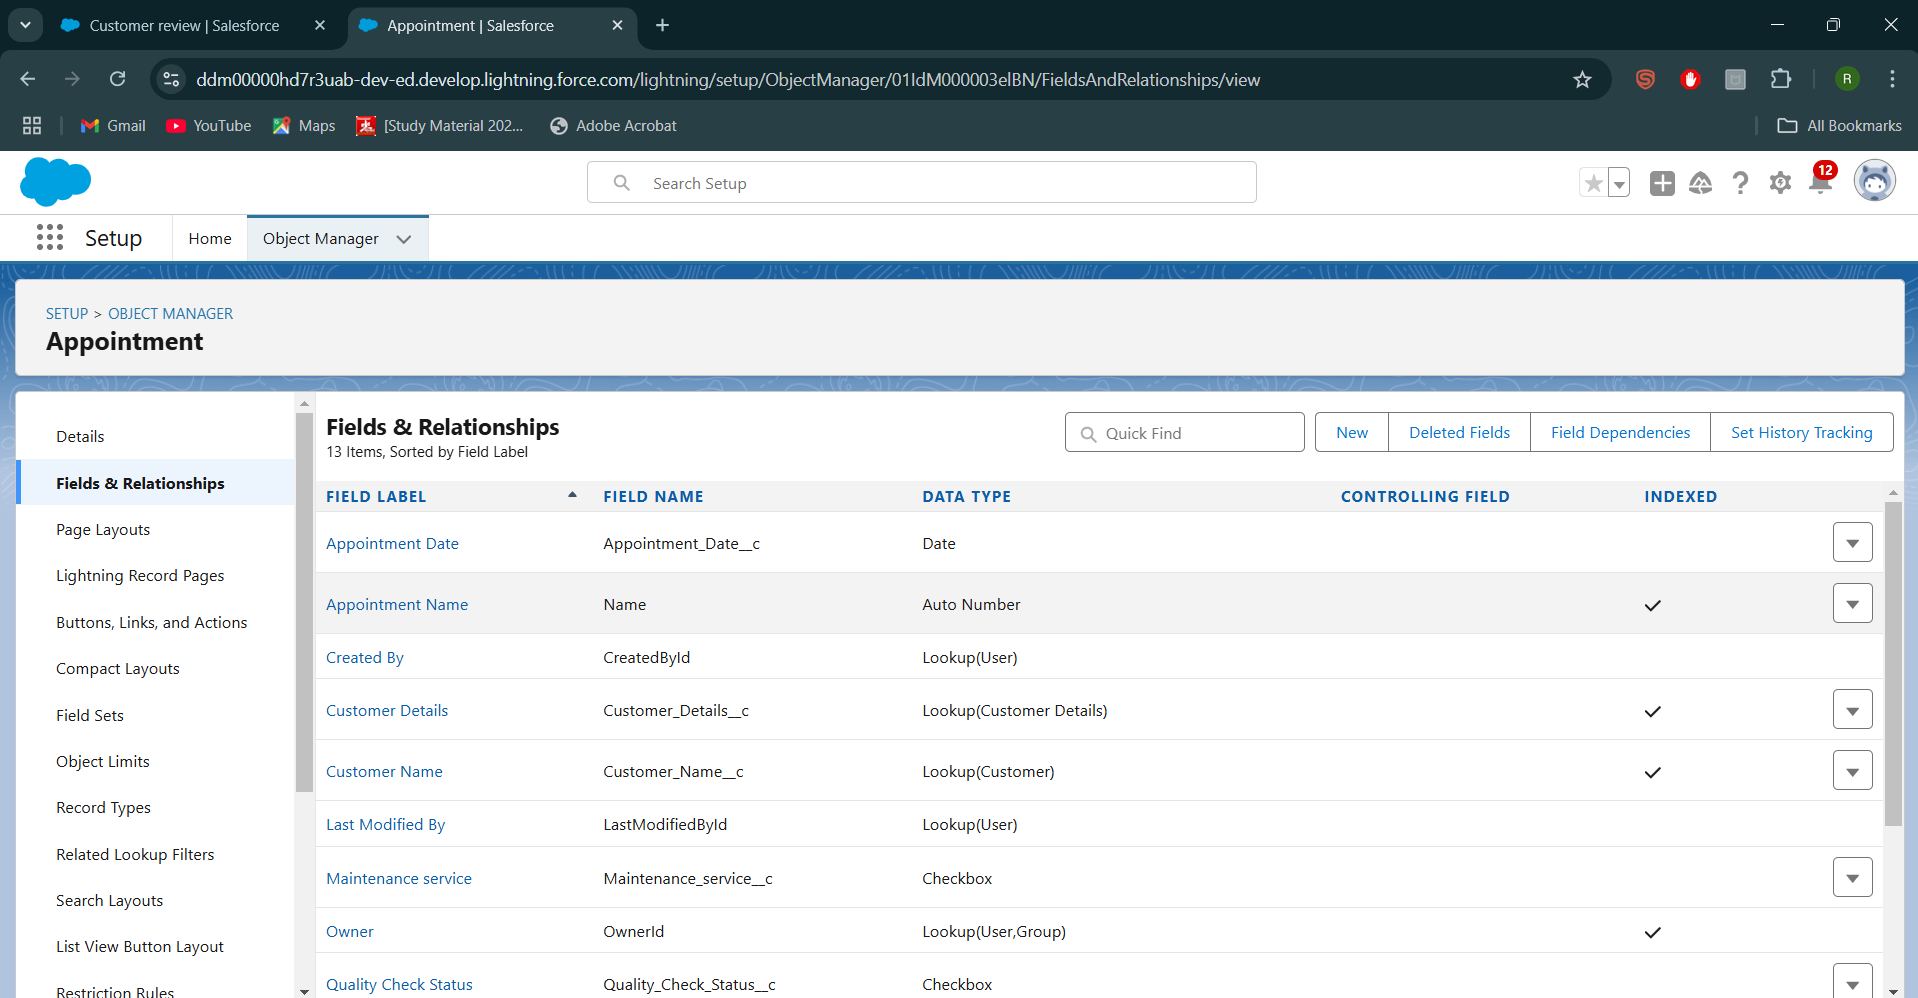 Customer review | Salesforce
Appointment | Salesforce
ddm00000hd7r3uab-dev-ed.develop.lightning.force.com/lightning/setup/ObjectManager/01IdM000003elBN/FieldsAndRelationships/view
R
Gmail
YouTube
Maps
[Study Material 202...
Adobe Acrobat
All Bookmarks
Search Setup
12
Setup
Home
Object Manager
SETUP > OBJECT MANAGER
Appointment
Details
Fields & Relationships
Page Layouts
Lightning Record Pages
Buttons, Links, and Actions
Compact Layouts
Field Sets
Object Limits
Record Types
Related Lookup Filters
Search Layouts
List View Button Layout
Restriction Rules
Fields & Relationships
13 Items, Sorted by Field Label
Quick Find
New
Deleted Fields
Field Dependencies
Set History Tracking
FIELD LABEL FIELD NAME DATA TYPE CONTROLLING FIELD INDEXED
Appointment Date Appointment_Date__c Date
Appointment Name Name Auto Number
Created By CreatedById Lookup(User)
Customer Details Customer_Details__c Lookup(Customer Details)
Customer Name Customer_Name__c Lookup(Customer)
Last Modified By LastModifiedById Lookup(User)
Maintenance service Maintenance_service__c Checkbox
Owner OwnerId Lookup(User,Group)
Quality Check Status Quality_Check_Status__c Checkbox